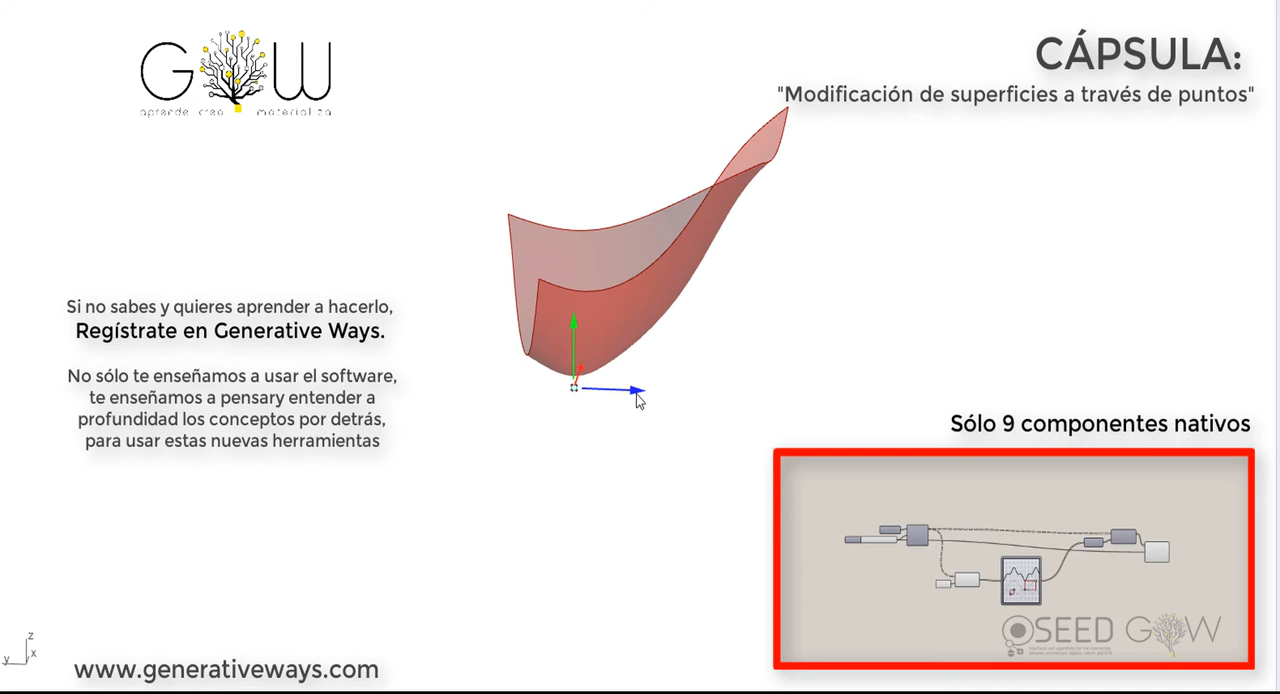 GOW
aprende crea materializa
CÁPSULA:
"Modificación de superficies a través de puntos"
Si no sabes y quieres aprender a hacerlo,
Regístrate en Generative Ways.
No sólo te enseñamos a usar el software,
te enseñamos a pensary entender a
profundidad los conceptos por detrás,
para usar estas nuevas herramientas
Sólo 9 componentes nativos
SEED GOW
z
y x
www.generativeways.com